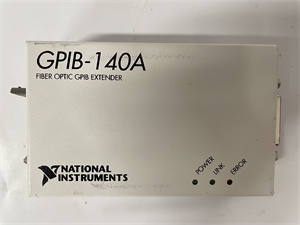 GPIB-140A
FIBER OPTIC GPIB EXTENDER
NATIONAL
INSTRUMENTS
POWER
LINK
ERROR